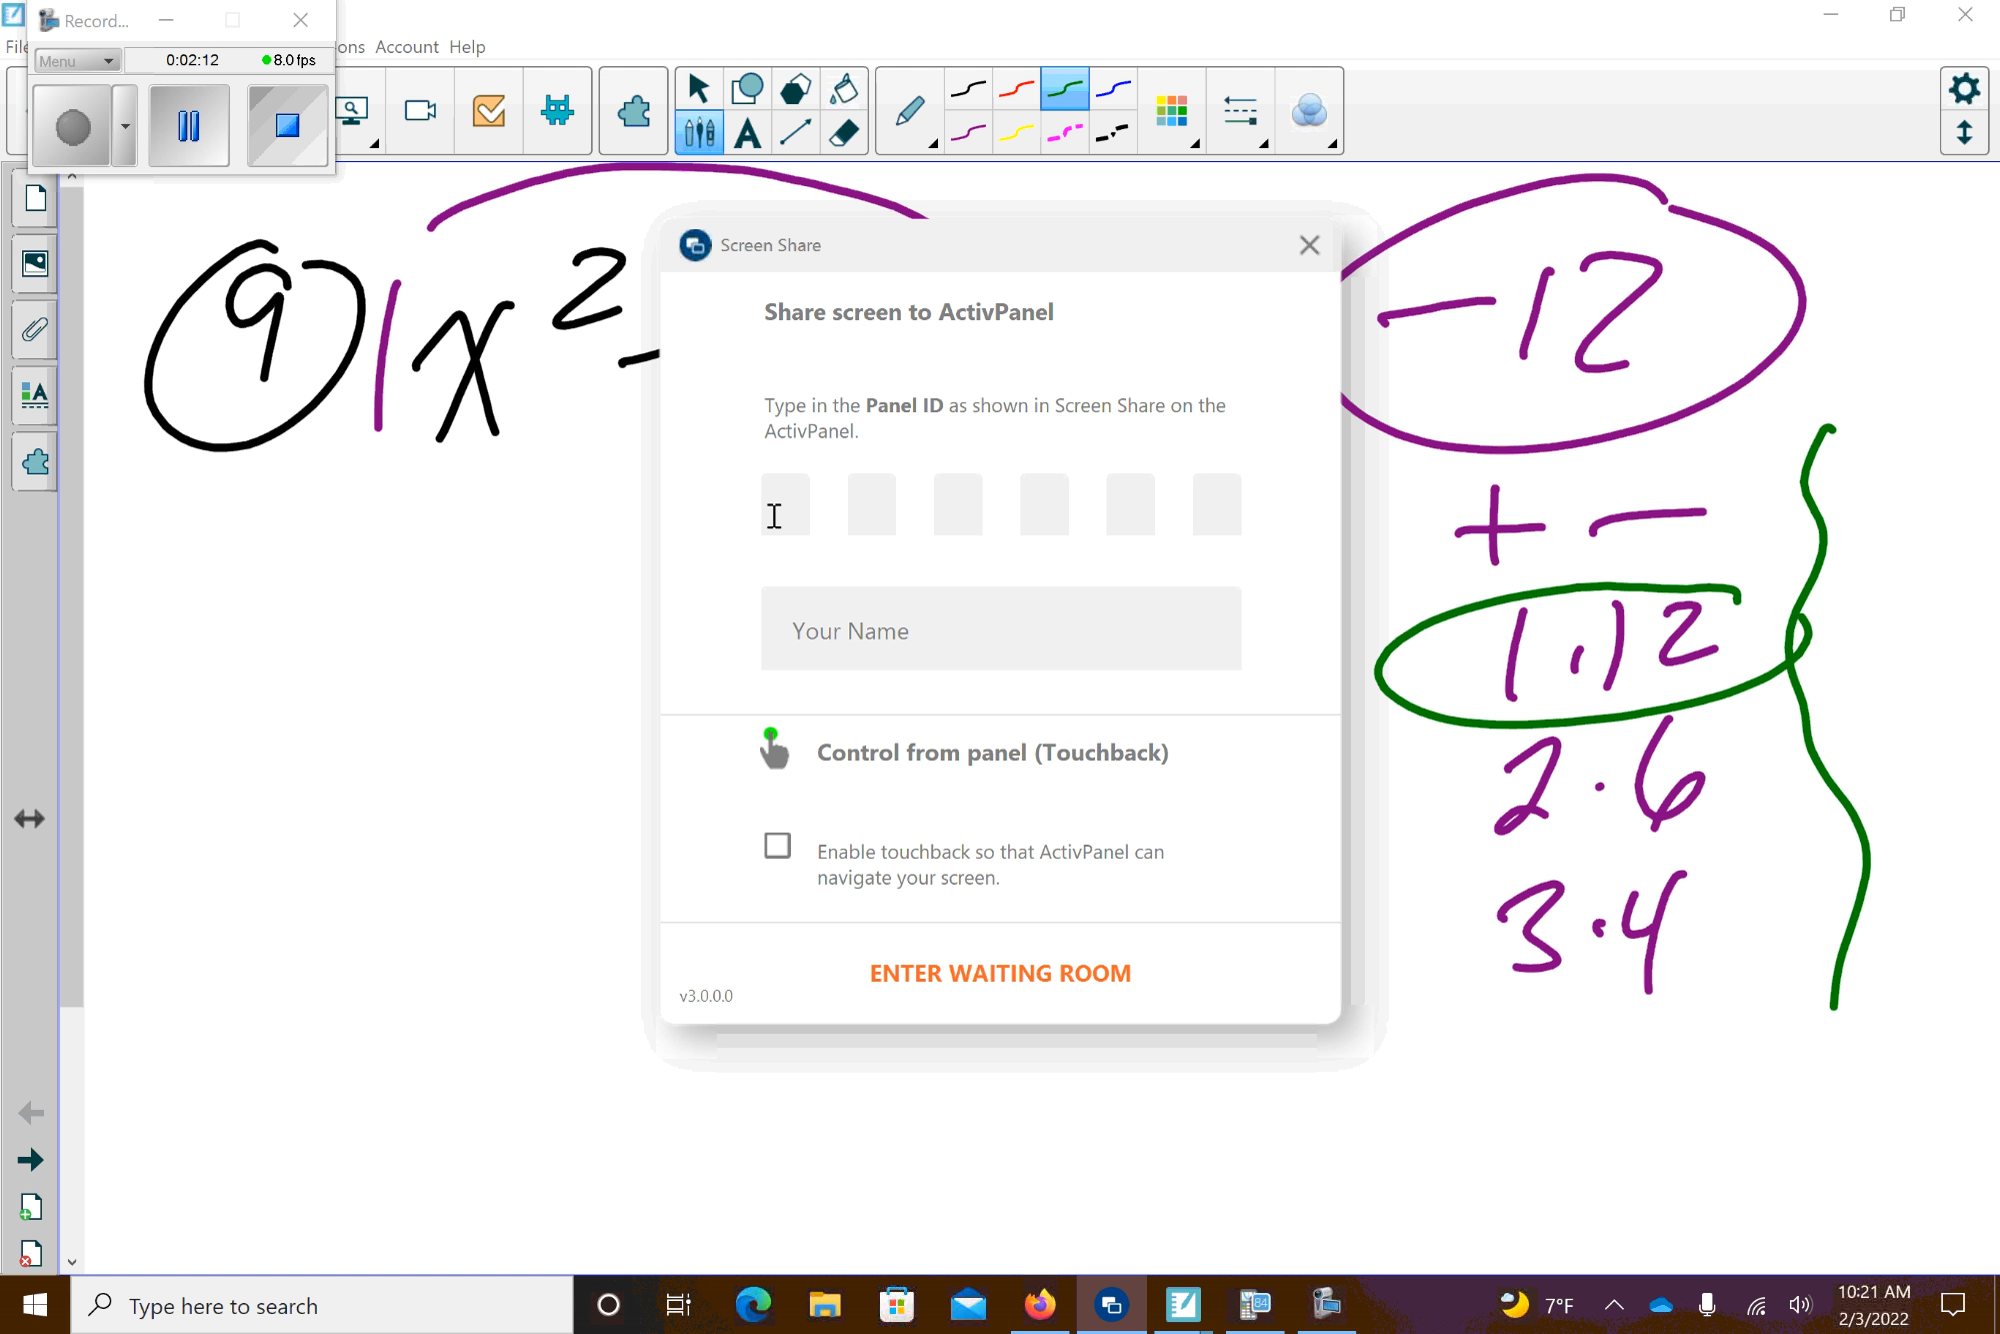 Record...
File
ons Account Help
Menu
0:02:12
8.0 fps
A
A
9 1x² - -12
+ -
1,12
2·6
3·4
Screen Share
Share screen to ActivPanel
Type in the Panel ID as shown in Screen Share on the
ActivPanel.
Your Name
Control from panel (Touchback)
Enable touchback so that ActivPanel can
navigate your screen.
ENTER WAITING ROOM
v3.0.0.0
Type here to search
84
7°F
10:21 AM
2/3/2022